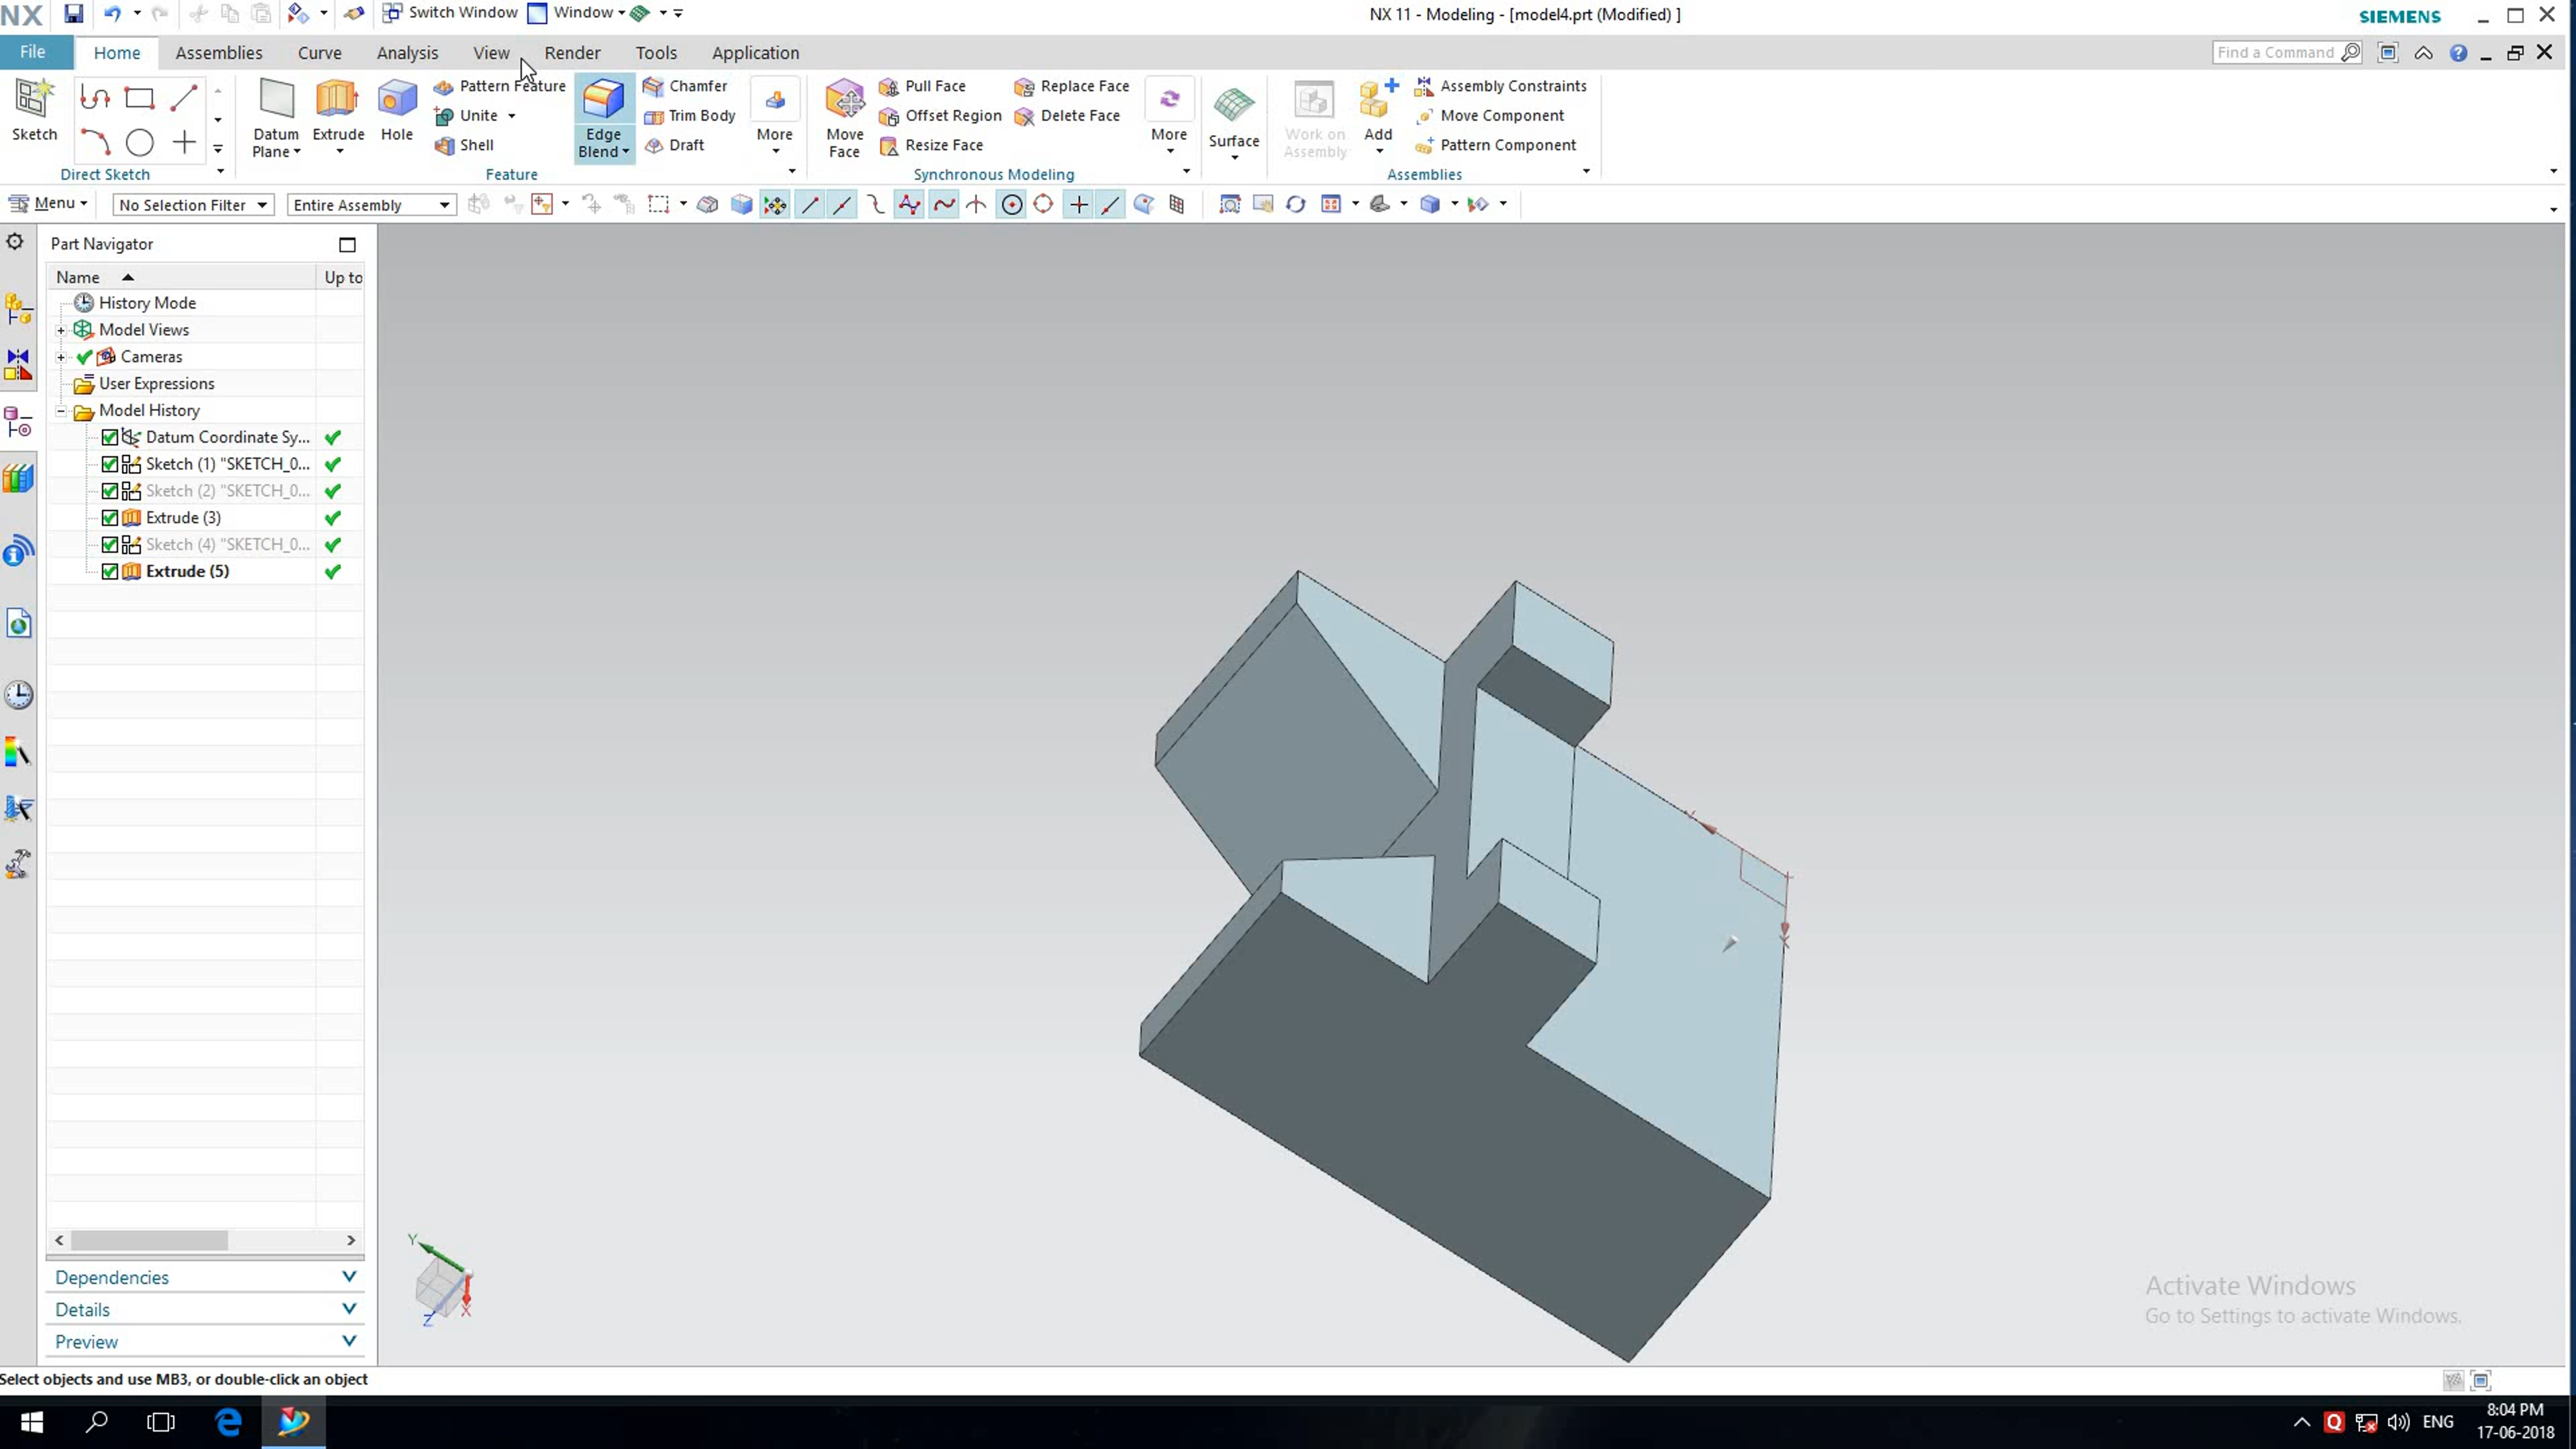 NX
Switch Window
Window
NX 11 - Modeling - [model4.prt (Modified) ]
SIEMENS
File
Home
Assemblies
Curve
Analysis
View
Render
Tools
Application
Find a Command
Sketch
Direct Sketch
Datum Plane
Extrude
Hole
Pattern Feature
Unite
Shell
Edge Blend
Chamfer
Trim Body
Draft
More
Feature
Move Face
Pull Face
Offset Region
Resize Face
Replace Face
Delete Face
More
Synchronous Modeling
Surface
Work on Assembly
Add
Assembly Constraints
Move Component
Pattern Component
Assemblies
Menu
No Selection Filter
Entire Assembly
Part Navigator
Name
Up to
History Mode
Model Views
Cameras
User Expressions
Model History
Datum Coordinate Sy...
Sketch (1) "SKETCH_0...
Sketch (2) "SKETCH_0...
Extrude (3)
Sketch (4) "SKETCH_0...
Extrude (5)
Dependencies
Details
Preview
Y
X
Z
X
Activate Windows
Go to Settings to activate Windows.
Select objects and use MB3, or double-click an object
ENG
8:04 PM
17-06-2018